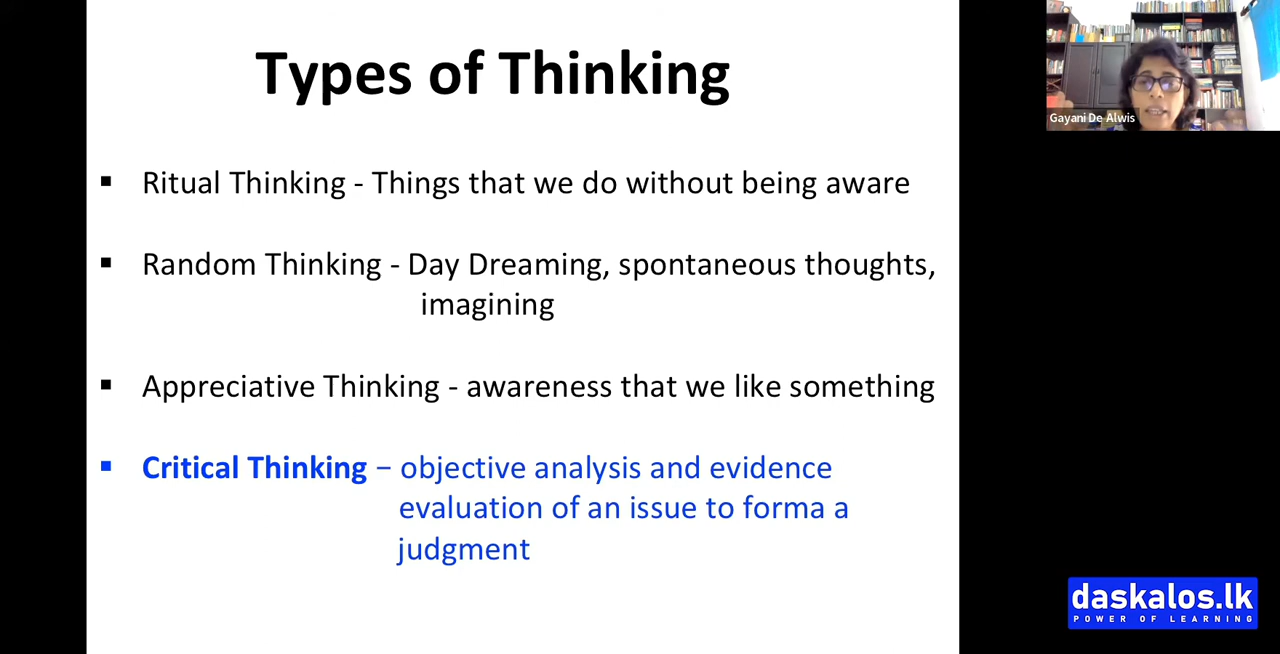 Types of Thinking
Ritual Thinking - Things that we do without being aware
Random Thinking - Day Dreaming, spontaneous thoughts,
imagining
Appreciative Thinking - awareness that we like something
Critical Thinking – objective analysis and evidence
evaluation of an issue to forma a
judgment
Gayani De Alwis
daskalos.lk
POWER OF LEARNING